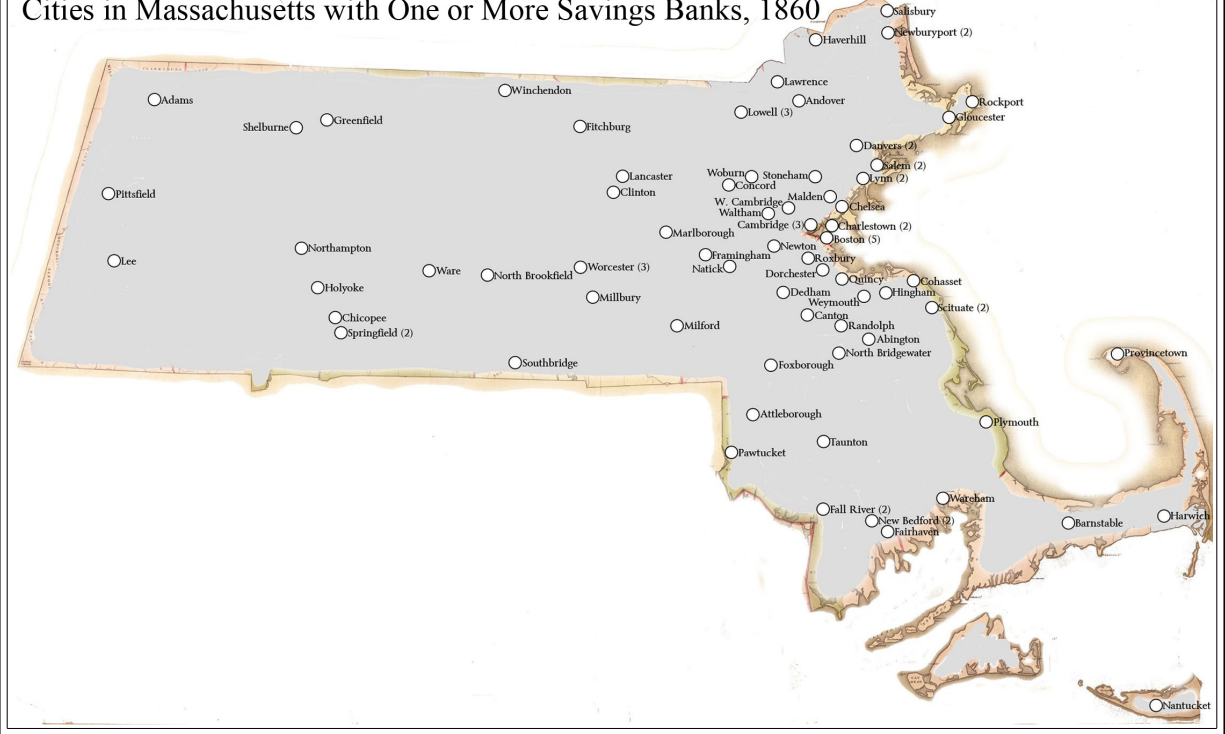 Cities in Massachusetts with One or More Savings Banks, 1860
Salisbury
Newburyport (2)
Haverhill
Lawrence
Winchendon
Adams
Andover
Rockport
Lowell (3)
Gloucester
Greenfield
Shelburne
Fitchburg
Danvers (2)
Salem (2)
Woburn
Stoneham
Lancaster
Lynn (2)
Concord
Clinton
Pittsfield
Malden
W. Cambridge
Chelsea
Waltham
Cambridge (3)
Charlestown (2)
Marlborough
Boston (5)
Newton
Northampton
Framingham
Roxbury
Lee
Natick
Worcester (3)
Ware
Dorchester
North Brookfield
Quincy
Cohasset
Holyoke
Dedham
Hingham
Millbury
Weymouth
Scituate (2)
Canton
Chicopee
Milford
Randolph
Springfield (2)
Abington
North Bridgewater
Provincetown
Southbridge
Foxborough
Attleborough
Plymouth
Taunton
Pawtucket
Wareham
Fall River (2)
Harwich
New Bedford (2)
Barnstable
Fairhaven
Nantucket